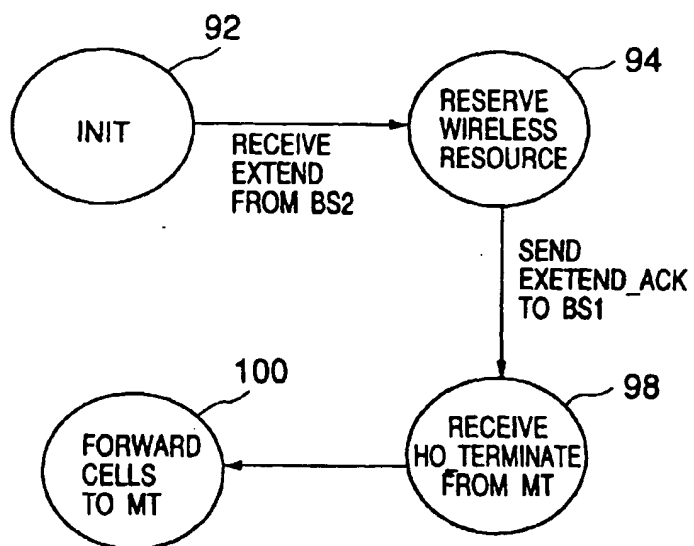 92
INIT
RECEIVE
EXTEND
FROM BS2
94
RESERVE
WIRELESS
RESOURCE
SEND
EXETEND_ACK
TO BS1
100
FORWARD
CELLS
TO MT
98
RECEIVE
HO_TERMINATE
FROM MT